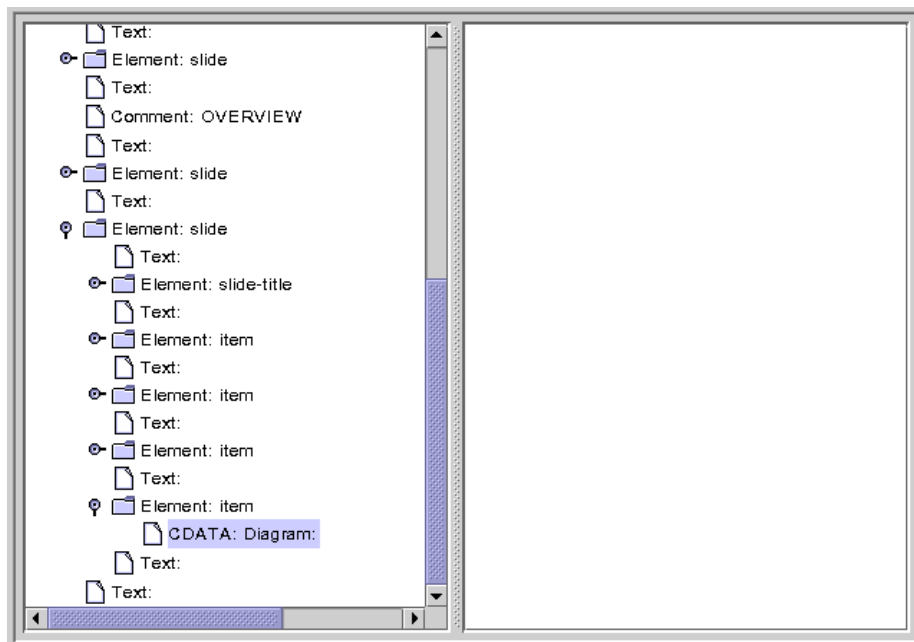 Text:
Element: slide
Text:
Comment: OVERVIEW
Text:
Element: slide
Text:
Element: slide
Text:
Element: slide-title
Text:
Element: item
Text:
Element: item
Text:
Element: item
Text:
Element: item
CDATA: Diagram:
Text:
Text: